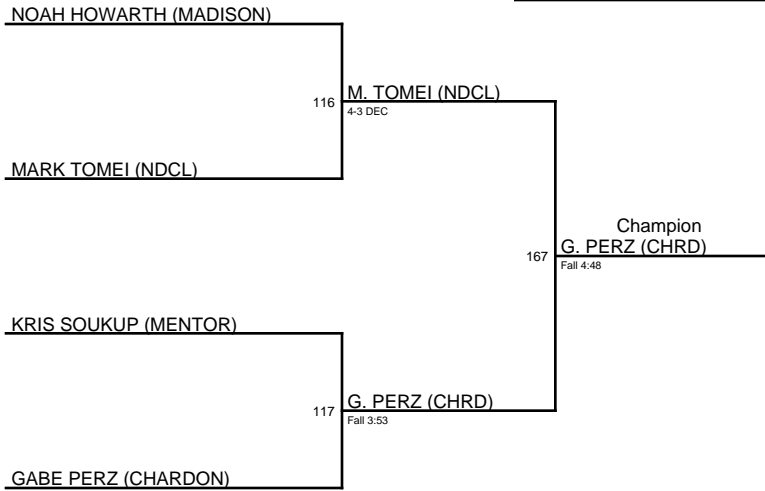 NOAH HOWARTH (MADISON)
116
M. TOMEI (NDCL)
4-3 DEC
MARK TOMEI (NDCL)
Champion
167
G. PERZ (CHRD)
Fall 4:48
KRIS SOUKUP (MENTOR)
117
G. PERZ (CHRD)
Fall 3:53
GABE PERZ (CHARDON)